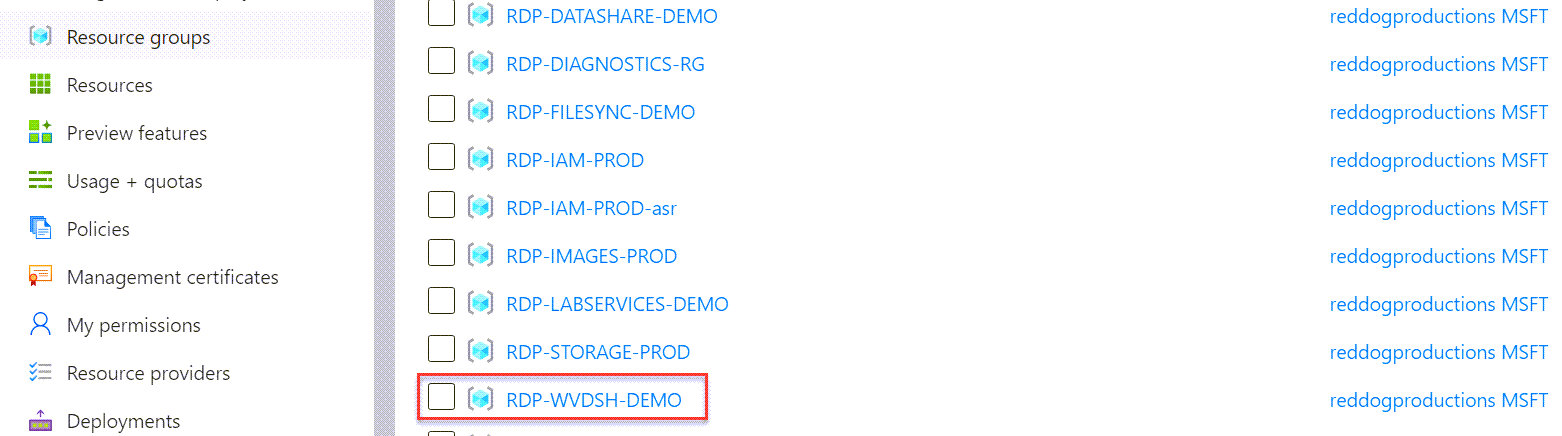 Resource groups
Resources
Preview features
Usage + quotas
Policies
Management certificates
My permissions
Resource providers
Deployments
RDP-DATASHARE-DEMO reddogproductions MSFT
RDP-DIAGNOSTICS-RG reddogproductions MSFT
RDP-FILESYNC-DEMO reddogproductions MSFT
RDP-IAM-PROD reddogproductions MSFT
RDP-IAM-PROD-asr reddogproductions MSFT
RDP-IMAGES-PROD reddogproductions MSFT
RDP-LABSERVICES-DEMO reddogproductions MSFT
RDP-STORAGE-PROD reddogproductions MSFT
RDP-WVDSH-DEMO reddogproductions MSFT